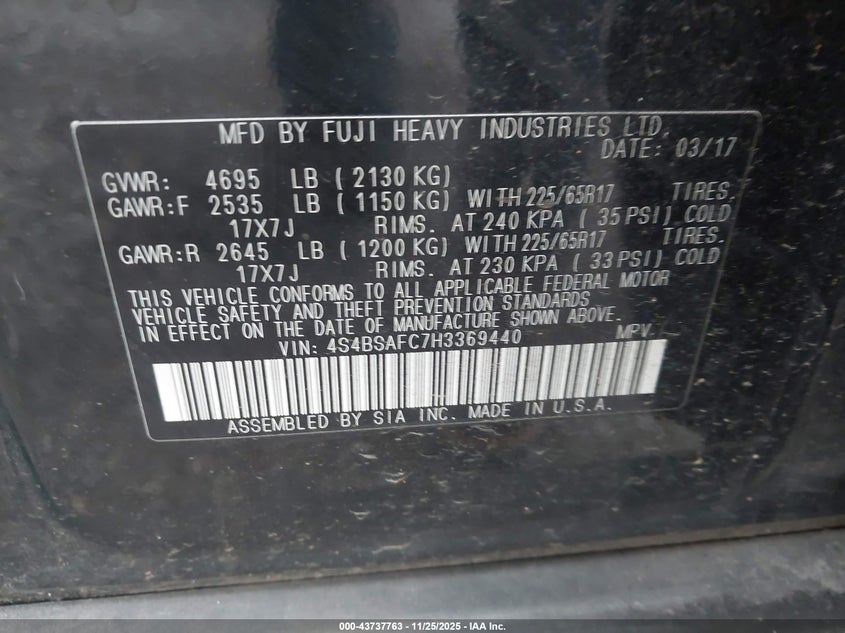 MFD BY FUJI HEAVY INDUSTRIES LTD.
DATE: 03/17
GVWR: 4695 LB ( 2130 KG)
GAWR:F 2535 LB ( 1150 KG) WITH 225/65R17 TIRES.
17X7J RIMS. AT 240 KPA ( 35 PSI) COLD
GAWR:R 2645 LB ( 1200 KG) WITH 225/65R17 TIRES.
17X7J RIMS. AT 230 KPA ( 33 PSI) COLD
THIS VEHICLE CONFORMS TO ALL APPLICABLE FEDERAL MOTOR
VEHICLE SAFETY AND THEFT PREVENTION STANDARDS
IN EFFECT ON THE DATE OF MANUFACTURE SHOWN ABOVE.
VIN: 4S4BSAFC7H3369440 MPV
ASSEMBLED BY SIA INC. MADE IN U.S.A.
000-43737763 - 11/25/2025 - IAA Inc.